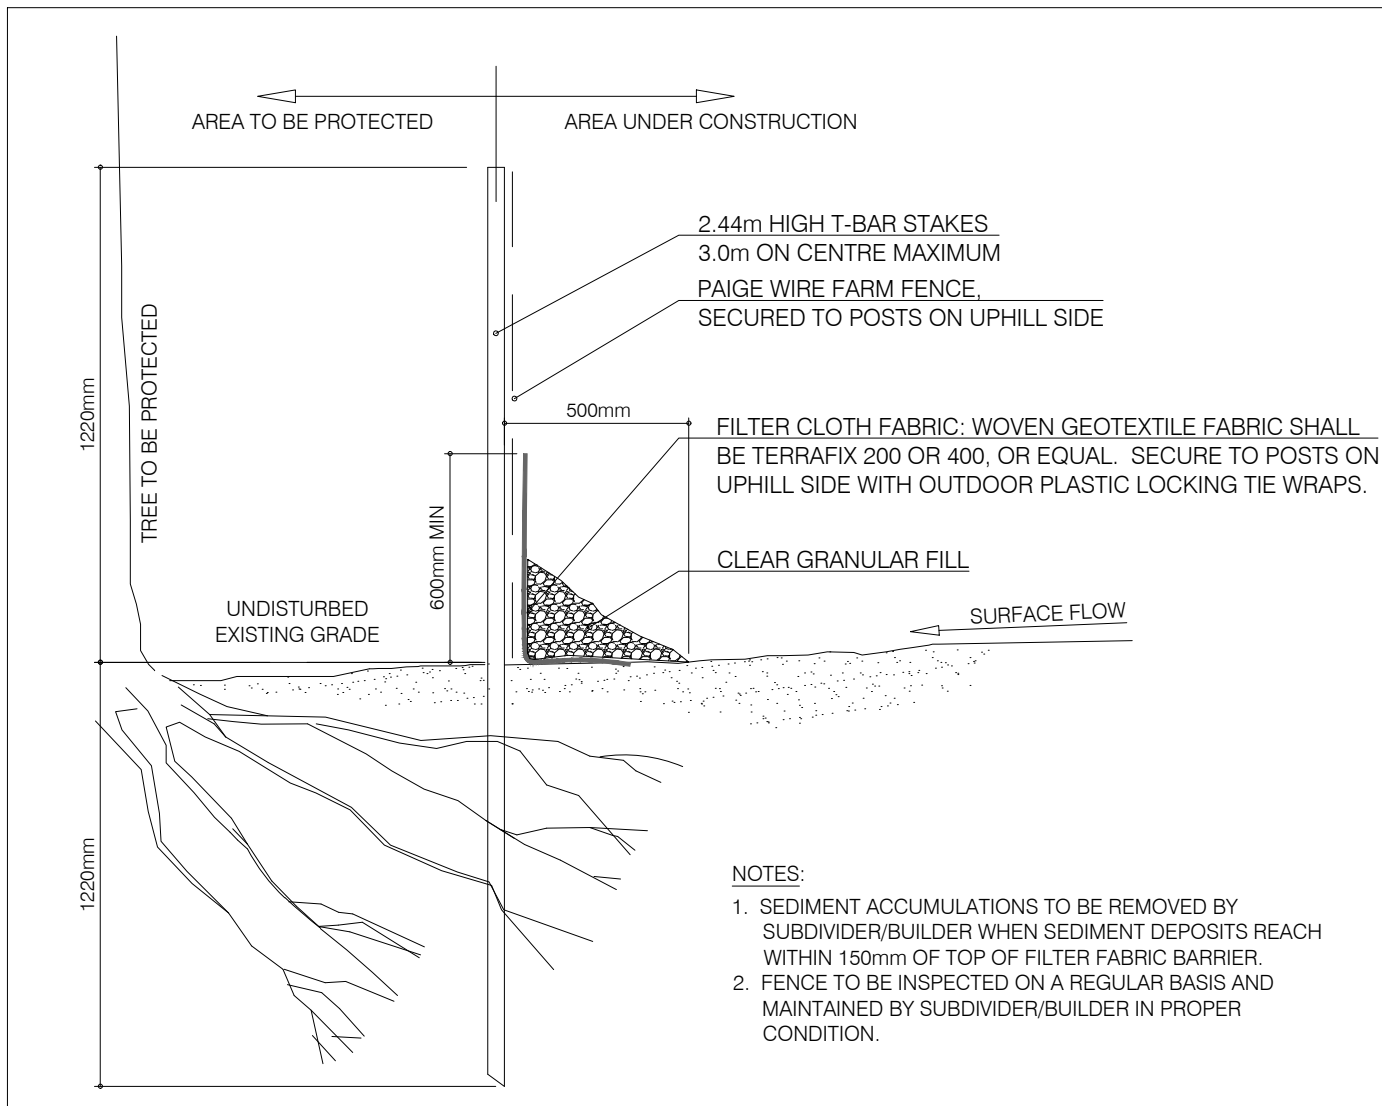 AREA TO BE PROTECTED
AREA UNDER CONSTRUCTION
2.44m HIGH T-BAR STAKES
3.0m ON CENTRE MAXIMUM
PAIGE WIRE FARM FENCE,
SECURED TO POSTS ON UPHILL SIDE
TREE TO BE PROTECTED
1220mm
500mm
FILTER CLOTH FABRIC: WOVEN GEOTEXTILE FABRIC SHALL
BE TERRAFIX 200 OR 400, OR EQUAL. SECURE TO POSTS ON
UPHILL SIDE WITH OUTDOOR PLASTIC LOCKING TIE WRAPS.
600mm MIN
CLEAR GRANULAR FILL
UNDISTURBED
EXISTING GRADE
SURFACE FLOW
1220mm
NOTES:
1. SEDIMENT ACCUMULATIONS TO BE REMOVED BY
SUBDIVIDER/BUILDER WHEN SEDIMENT DEPOSITS REACH
WITHIN 150mm OF TOP OF FILTER FABRIC BARRIER.
2. FENCE TO BE INSPECTED ON A REGULAR BASIS AND
MAINTAINED BY SUBDIVIDER/BUILDER IN PROPER
CONDITION.